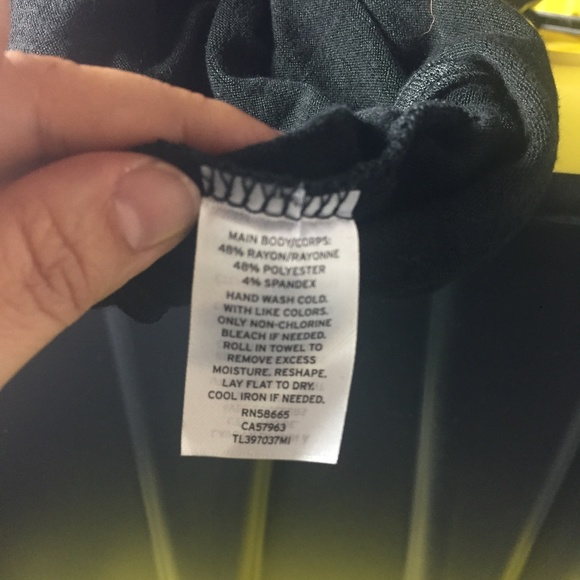 MAIN BODY/CORPS:
48% RAYON/RAYONNE
48% POLYESTER
4% SPANDEX
HAND WASH COLD.
WITH LIKE COLORS.
ONLY NON-CHLORINE
BLEACH IF NEEDED.
ROLL IN TOWEL TO
REMOVE EXCESS
MOISTURE. RESHAPE.
LAY FLAT TO DRY.
COOL IRON IF NEEDED.
RN58665
CA57963
TL397037MI